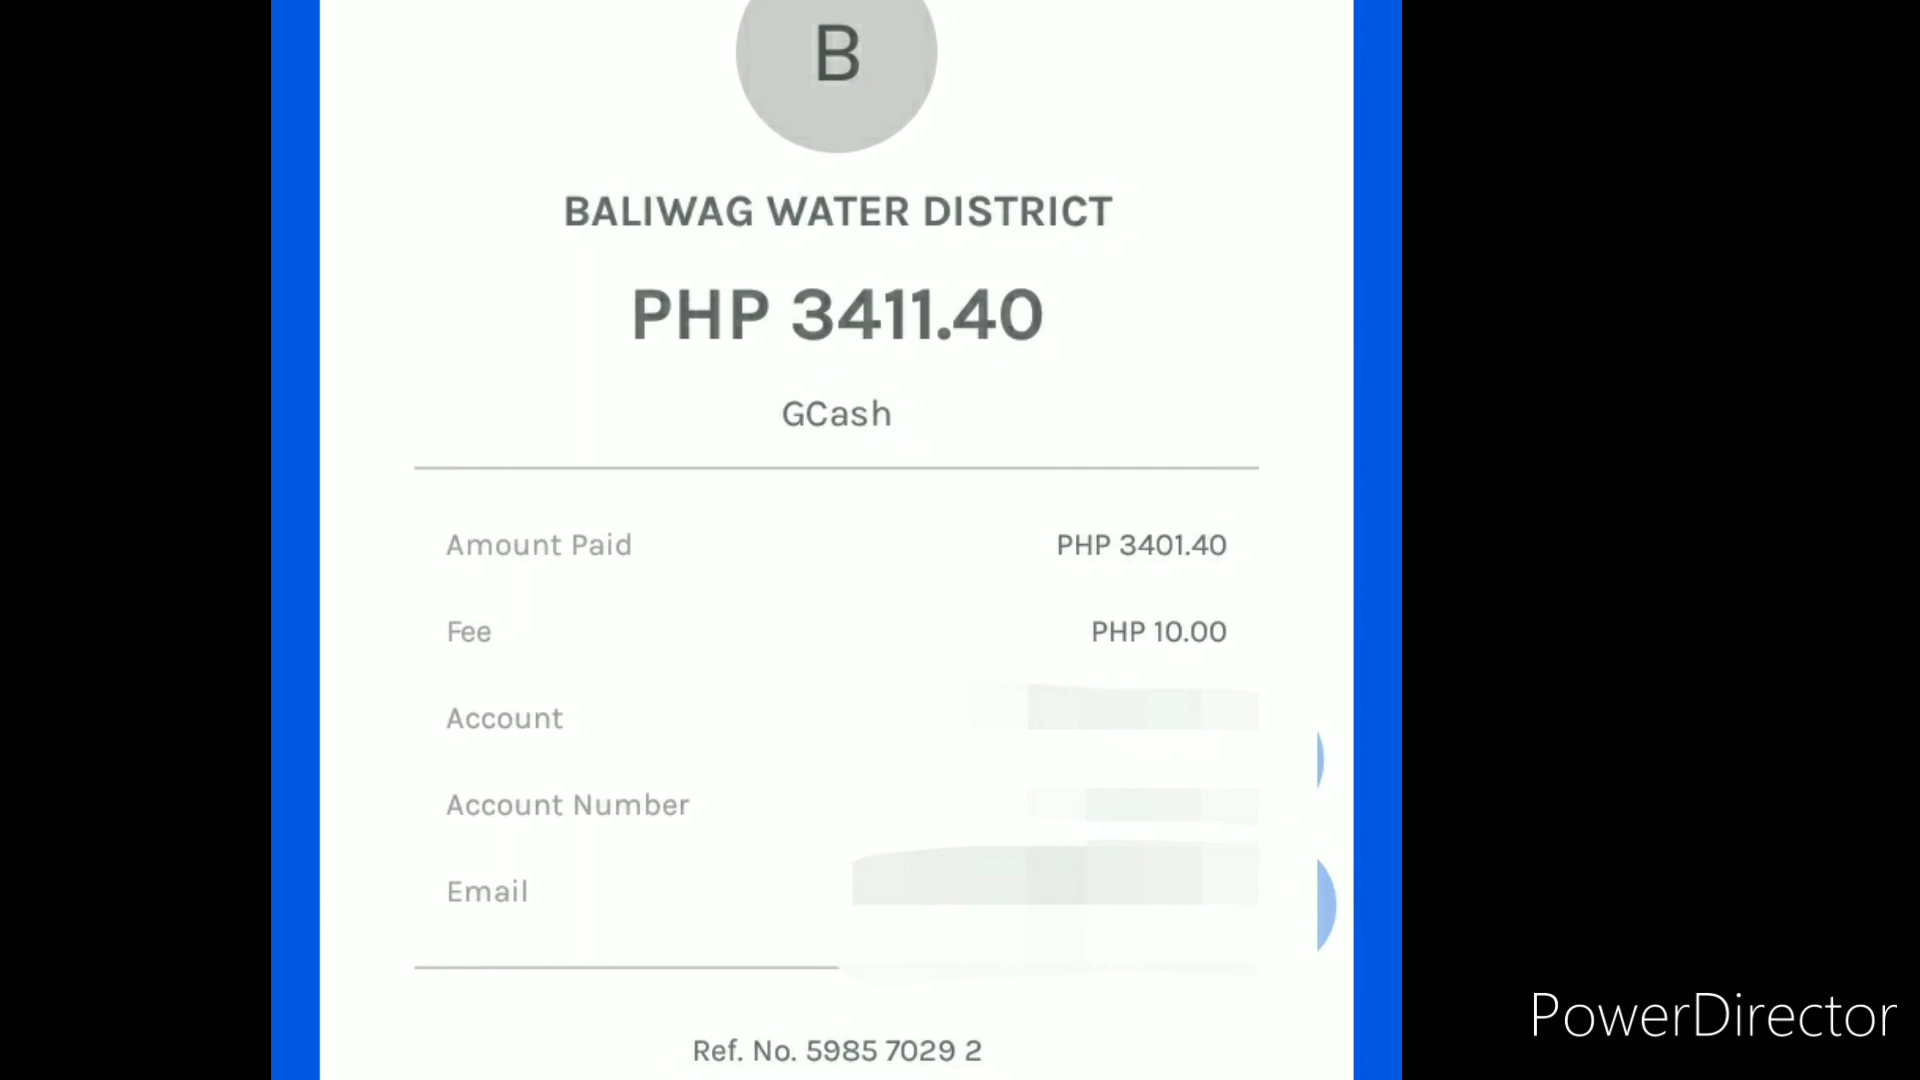 B
BALIWAG WATER DISTRICT
PHP 3411.40
GCash
Amount Paid PHP 3401.40
Fee PHP 10.00
Account
Account Number
Email
Ref. No. 5985 7029 2
PowerDirector